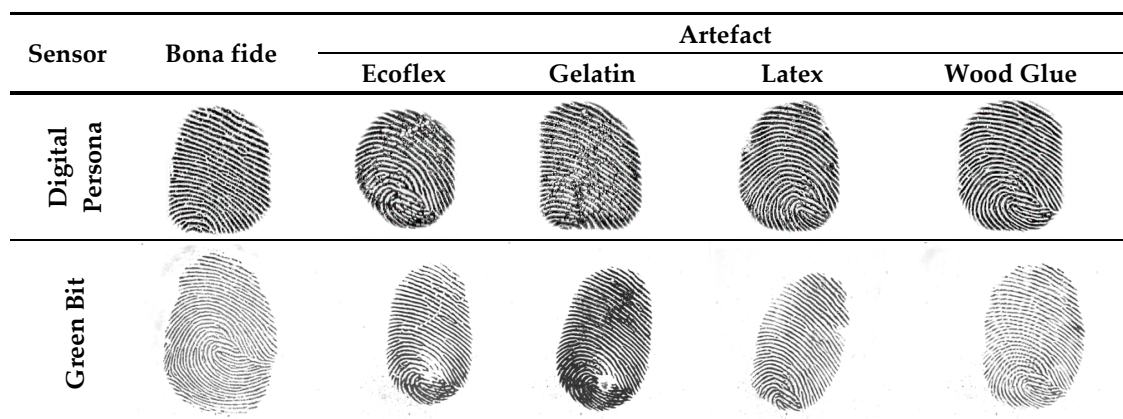 Sensor Bona fide Artefact
Ecoflex Gelatin Latex Wood Glue
Digital
Persona
Green Bit